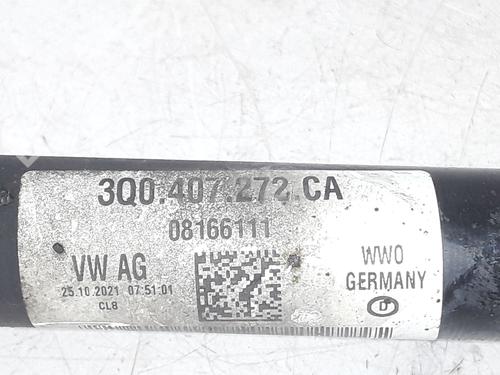 3Q0.407.272.CA
08166111
VW AG
25.10.2021 07:51:01
CL8
WWO
GERMANY
D